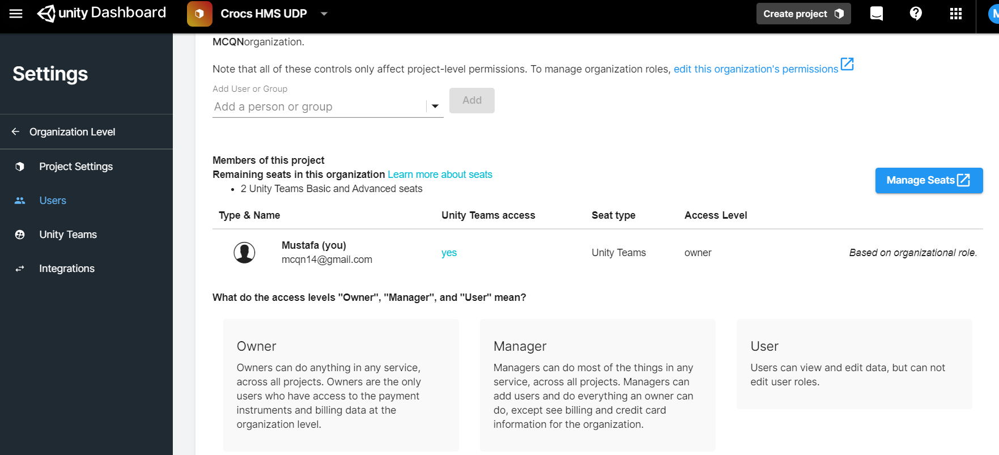 unity Dashboard
Crocs HMS UDP
Create project
M
Settings
Organization Level
Project Settings
Users
Unity Teams
Integrations
MCQNorganization.
Note that all of these controls only affect project-level permissions. To manage organization roles, edit this organization's permissions
Add User or Group
Add a person or group
Add
Members of this project
Remaining seats in this organization Learn more about seats
• 2 Unity Teams Basic and Advanced seats
Manage Seats
Type & Name Unity Teams access Seat type Access Level
Mustafa (you)
mcqn14@gmail.com
yes Unity Teams owner Based on organizational role.
What do the access levels "Owner", "Manager", and "User" mean?
Owner
Owners can do anything in any service,
across all projects. Owners are the only
users who have access to the payment
instruments and billing data at the
organization level.
Manager
Managers can do most of the things in any
service, across all projects. Managers can
add users and do everything an owner can
do, except see billing and credit card
information for the organization.
User
Users can view and edit data, but can not
edit user roles.